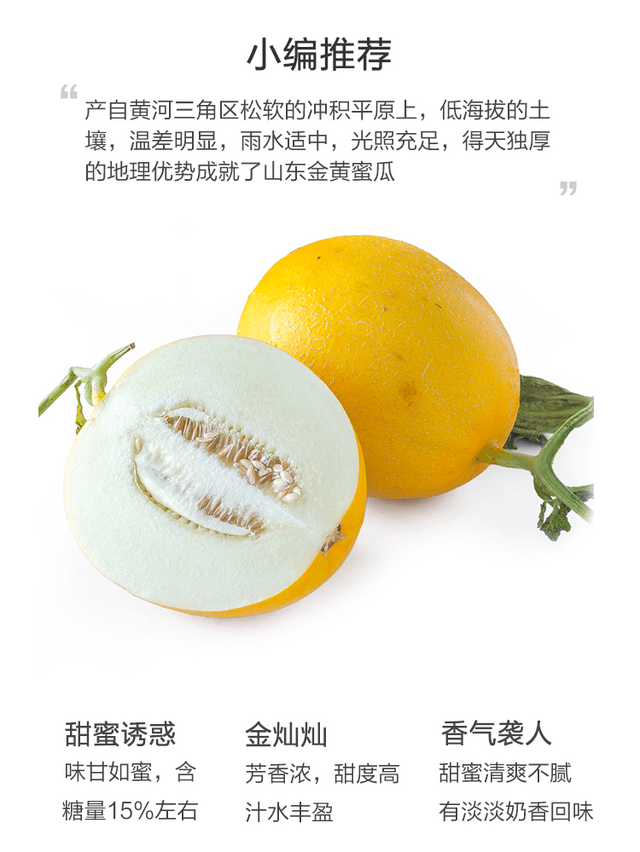 小编推荐
“
产自黄河三角区松软的冲积平原上，低海拔的土
壤，温差明显，雨水适中，光照充足，得天独厚
的地理优势成就了山东金黄蜜瓜
”
甜蜜诱惑
味甘如蜜，含
糖量15%左右
金灿灿
芳香浓，甜度高
汁水丰盈
香气袭人
甜蜜清爽不腻
有淡淡奶香回味